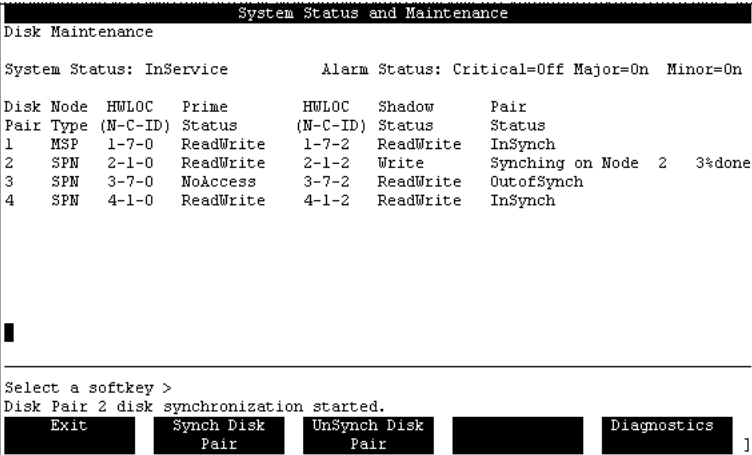 System Status and Maintenance
Disk Maintenance
System Status: InService Alarm Status: Critical=Off Major=On Minor=On
Disk Node HWLOC Prime HWLOC Shadow Pair
Pair Type (N-C-ID) Status (N-C-ID) Status Status
1 MSP 1-7-0 ReadWrite 1-7-2 ReadWrite InSynch
2 SPN 2-1-0 ReadWrite 2-1-2 Write Synching on Node 2 3%done
3 SPN 3-7-0 NoAccess 3-7-2 ReadWrite OutofSynch
4 SPN 4-1-0 ReadWrite 4-1-2 ReadWrite InSynch
Select a softkey >
Disk Pair 2 disk synchronization started.
Exit Synch Disk UnSynch Disk Diagnostics
Pair Pair ]